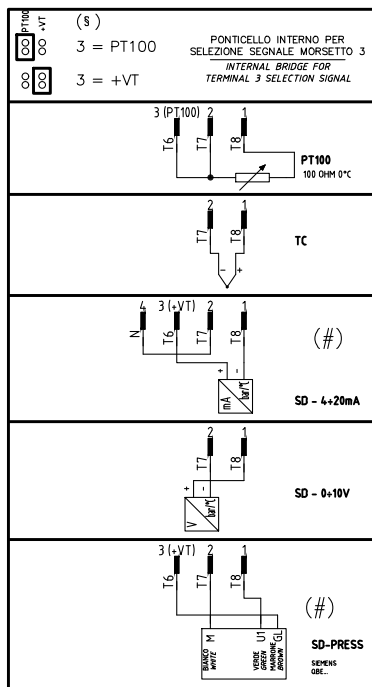 PT100
+VT
(§)
3 = PT100
3 = +VT
PONTICELLO INTERNO PER
SELEZIONE SEGNALE MORSETTO 3
INTERNAL BRIDGE FOR
TERMINAL 3 SELECTION SIGNAL
3 (PT100) 2 1
T6 T7 T8
PT100
100 OHM 0°C
2 1
T7 T8
- +
TC
4 3 (+VT) 2 1
N T6 T7 T8
(#)
+ -
mA bar/°C
SD - 4÷20mA
2 1
T7 T8
+ -
V bar/°C
SD - 0÷10V
3 (+VT) 2 1
T6 T7 T8
(#)
M U1 GL
BIANCO
WHITE
VERDE
GREEN
MARRONE
BROWN
SD-PRESS
SIEMENS
QBE...